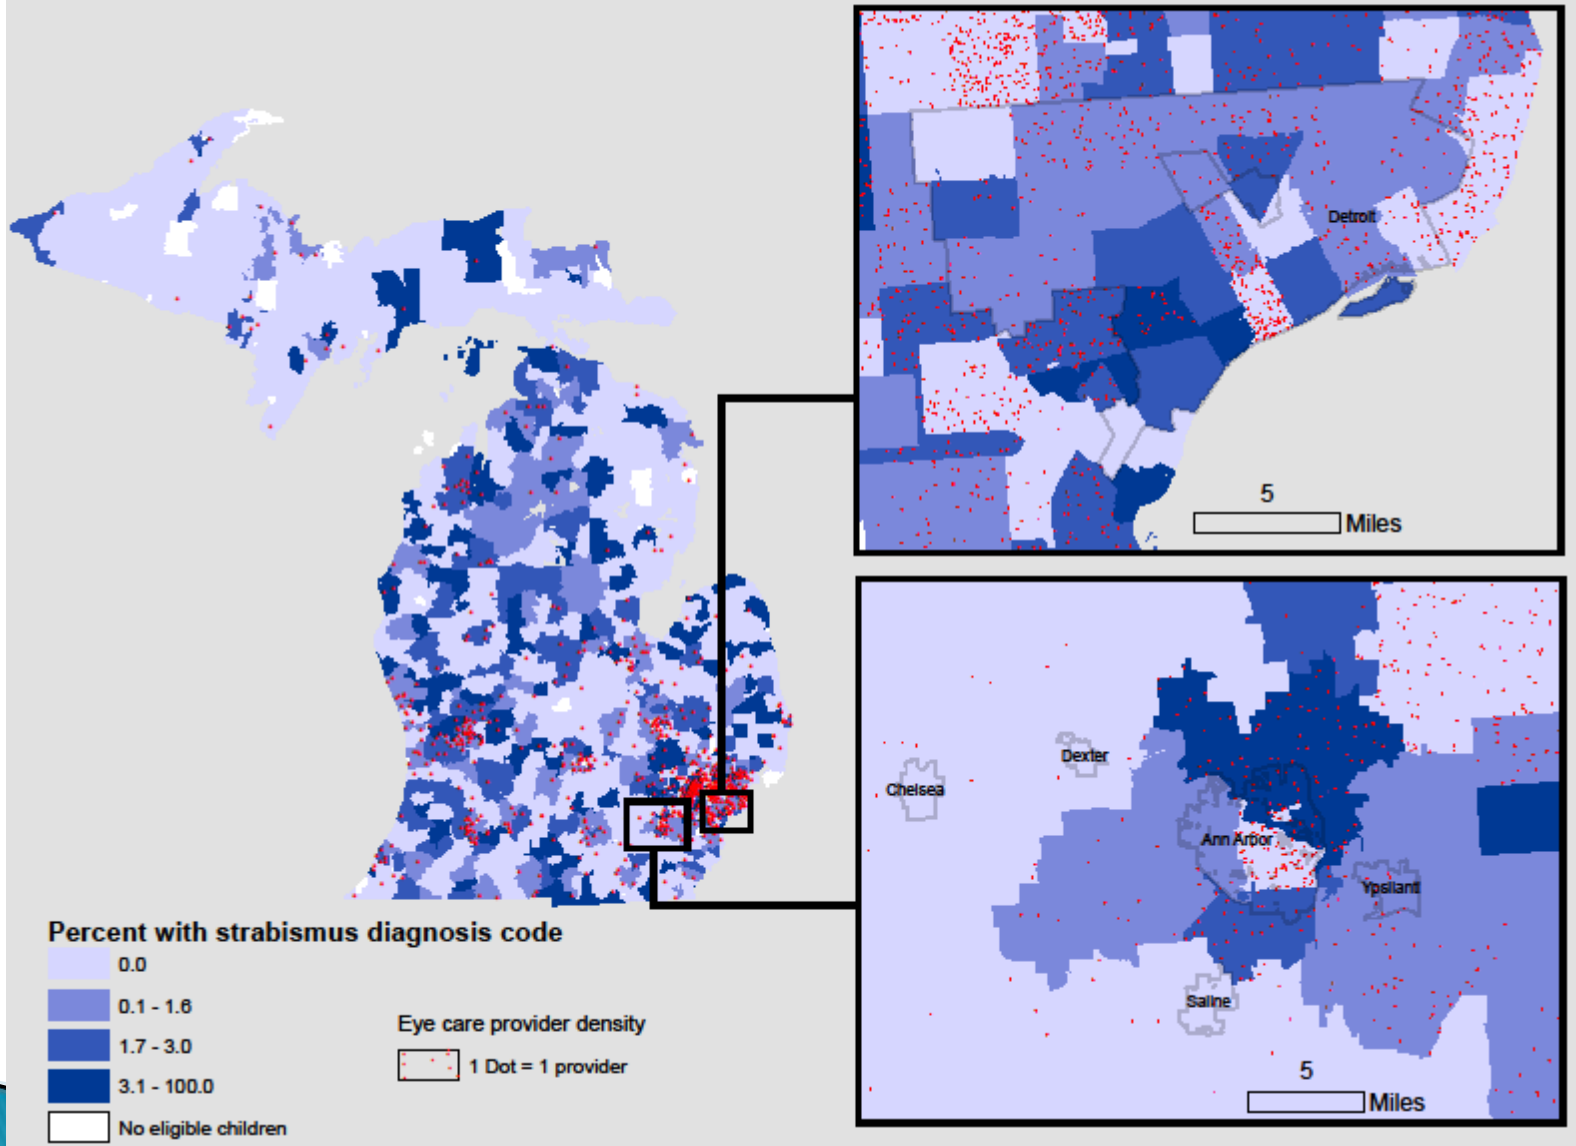 Detroit
5
Miles
Dexter
Chelsea
Ann Arbor
Ypsilanti
Saline
5
Miles
Percent with strabismus diagnosis code
0.0
0.1 - 1.6
1.7 - 3.0
3.1 - 100.0
No eligible children
Eye care provider density
1 Dot = 1 provider